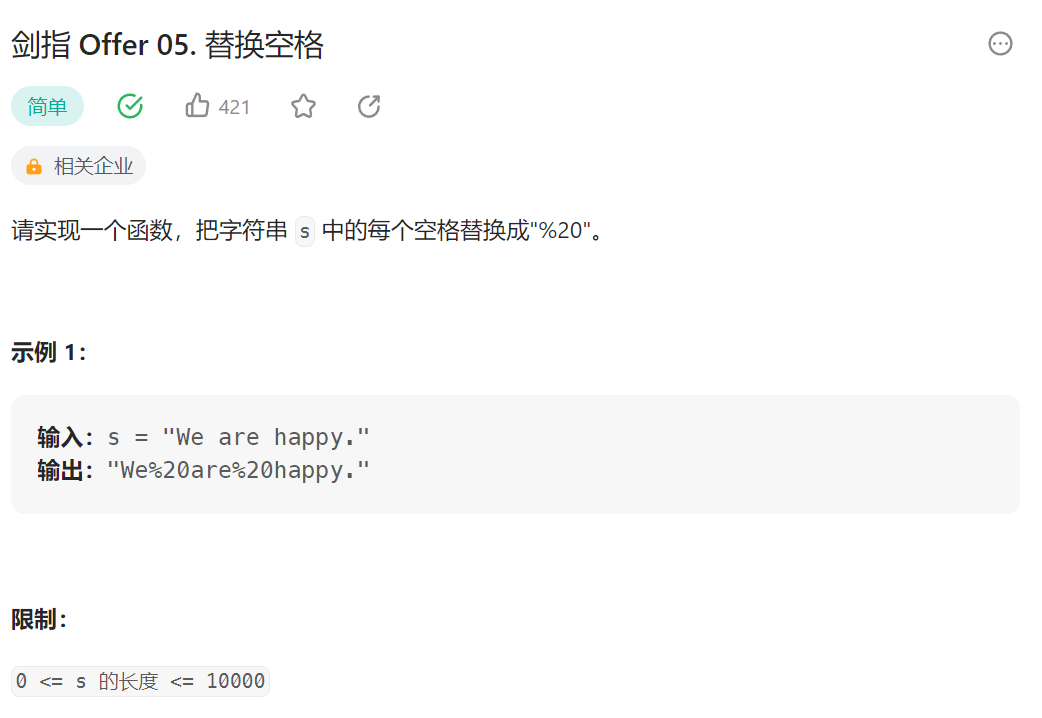 剑指 Offer 05. 替换空格
简单 421
相关企业
请实现一个函数，把字符串 s 中的每个空格替换成"%20"。
示例 1：
输入：s = "We are happy."
输出："We%20are%20happy."
限制：
0 <= s 的长度 <= 10000